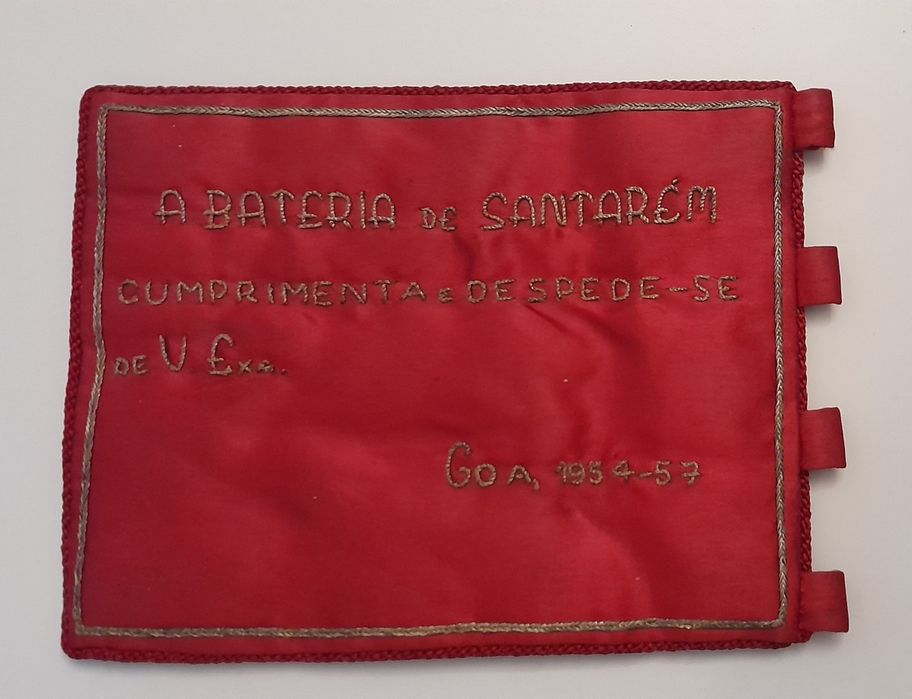 A BATERIA DE SANTARÉM
CUMPRIMENTA e DESPEDE-SE
DE V. Exa.
GOA, 1954-57